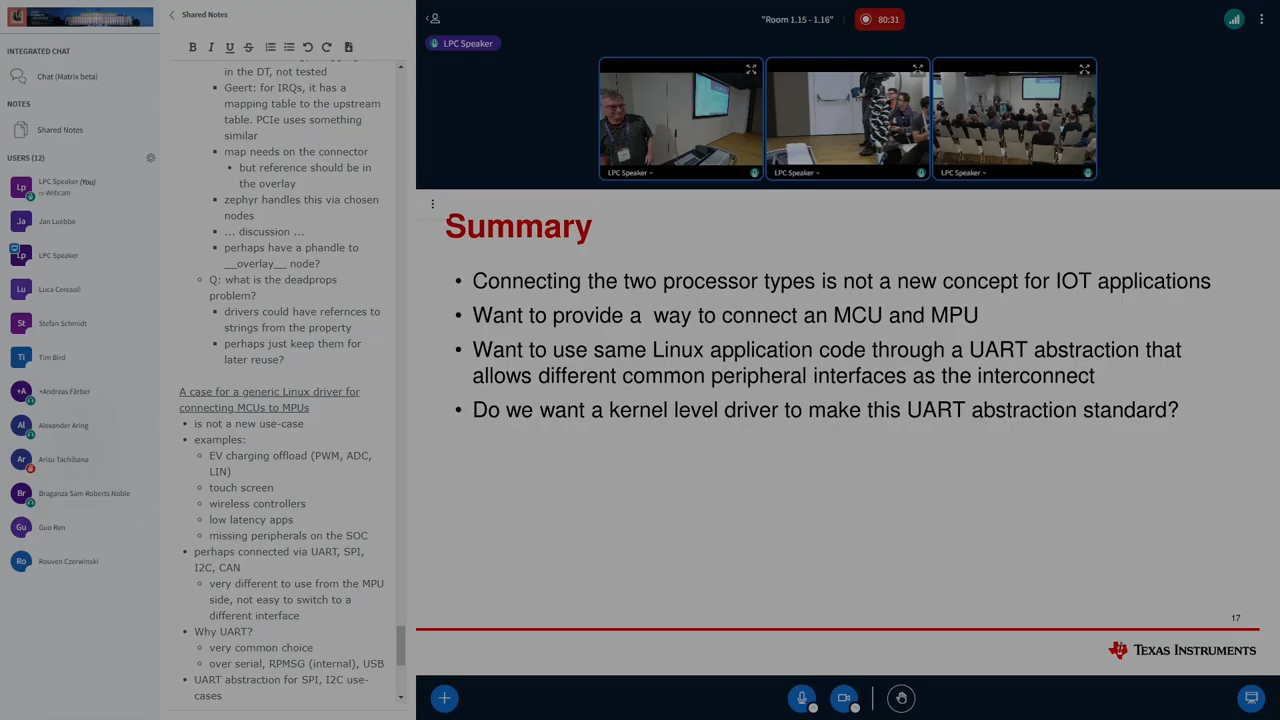 Shared Notes
"Room 1.15 - 1.16"
80:31
LPC Speaker
INTEGRATED CHAT
Chat (Matrix beta)
NOTES
Shared Notes
USERS (12)
Lp
LPC Speaker (You)
Webcam
Ja
Jan Luebbe
Lp
LPC Speaker
Lu
Luca Ceresoli
St
Stefan Schmidt
Ti
Tim Bird
+A
+Andreas Färber
Al
Alexander Aring
Ar
Arisu Tachibana
Br
Braganza Sam Roberts Noble
Gu
Guo Ren
Ro
Rouven Czerwinski
B I U S
in the DT, not tested
Geert: for IRQs, it has a
mapping table to the upstream
table. PCIe uses something
similar
map needs on the connector
but reference should be in
the overlay
zephyr handles this via chosen
nodes
... discussion ...
perhaps have a phandle to
__overlay__ node?
Q: what is the deadprops
problem?
drivers could have refernces to
strings from the property
perhaps just keep them for
later reuse?
A case for a generic Linux driver for
connecting MCUs to MPUs
is not a new use-case
examples:
EV charging offload (PWM, ADC,
LIN)
touch screen
wireless controllers
low latency apps
missing peripherals on the SOC
perhaps connected via UART, SPI,
I2C, CAN
very different to use from the MPU
side, not easy to switch to a
different interface
Why UART?
very common choice
over serial, RPMSG (internal), USB
UART abstraction for SPI, I2C use-
cases
LPC Speaker
LPC Speaker
LPC Speaker
Summary
• Connecting the two processor types is not a new concept for IOT applications
• Want to provide a way to connect an MCU and MPU
• Want to use same Linux application code through a UART abstraction that
allows different common peripheral interfaces as the interconnect
• Do we want a kernel level driver to make this UART abstraction standard?
17
TEXAS INSTRUMENTS